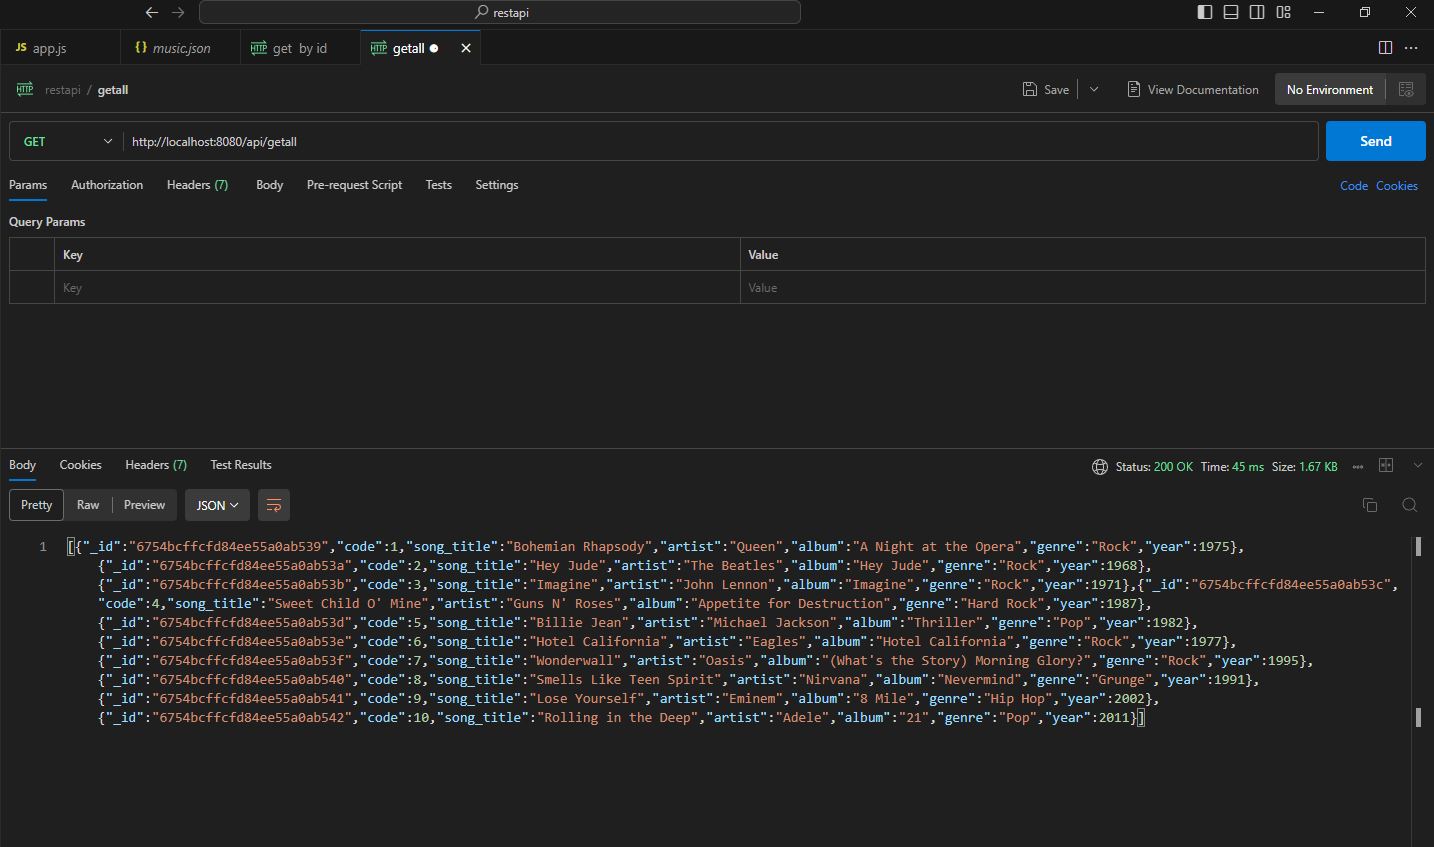 restapi
JS app.js
{} music.json
HTTP get by id
HTTP getall
HTTP restapi / getall
Save
View Documentation
No Environment
GET
http://localhost:8080/api/getall
Send
Params Authorization Headers (7) Body Pre-request Script Tests Settings
Code Cookies
Query Params
Key Value
Key Value
Body Cookies Headers (7) Test Results
Status: 200 OK Time: 45 ms Size: 1.67 KB
Pretty Raw Preview JSON
1 [{"_id":"6754bcffcfd84ee55a0ab539","code":1,"song_title":"Bohemian Rhapsody","artist":"Queen","album":"A Night at the Opera","genre":"Rock","year":1975},
{"_id":"6754bcffcfd84ee55a0ab53a","code":2,"song_title":"Hey Jude","artist":"The Beatles","album":"Hey Jude","genre":"Rock","year":1968},
{"_id":"6754bcffcfd84ee55a0ab53b","code":3,"song_title":"Imagine","artist":"John Lennon","album":"Imagine","genre":"Rock","year":1971},{"_id":"6754bcffcfd84ee55a0ab53c",
"code":4,"song_title":"Sweet Child O' Mine","artist":"Guns N' Roses","album":"Appetite for Destruction","genre":"Hard Rock","year":1987},
{"_id":"6754bcffcfd84ee55a0ab53d","code":5,"song_title":"Billie Jean","artist":"Michael Jackson","album":"Thriller","genre":"Pop","year":1982},
{"_id":"6754bcffcfd84ee55a0ab53e","code":6,"song_title":"Hotel California","artist":"Eagles","album":"Hotel California","genre":"Rock","year":1977},
{"_id":"6754bcffcfd84ee55a0ab53f","code":7,"song_title":"Wonderwall","artist":"Oasis","album":"(What's the Story) Morning Glory?","genre":"Rock","year":1995},
{"_id":"6754bcffcfd84ee55a0ab540","code":8,"song_title":"Smells Like Teen Spirit","artist":"Nirvana","album":"Nevermind","genre":"Grunge","year":1991},
{"_id":"6754bcffcfd84ee55a0ab541","code":9,"song_title":"Lose Yourself","artist":"Eminem","album":"8 Mile","genre":"Hip Hop","year":2002},
{"_id":"6754bcffcfd84ee55a0ab542","code":10,"song_title":"Rolling in the Deep","artist":"Adele","album":"21","genre":"Pop","year":2011}]